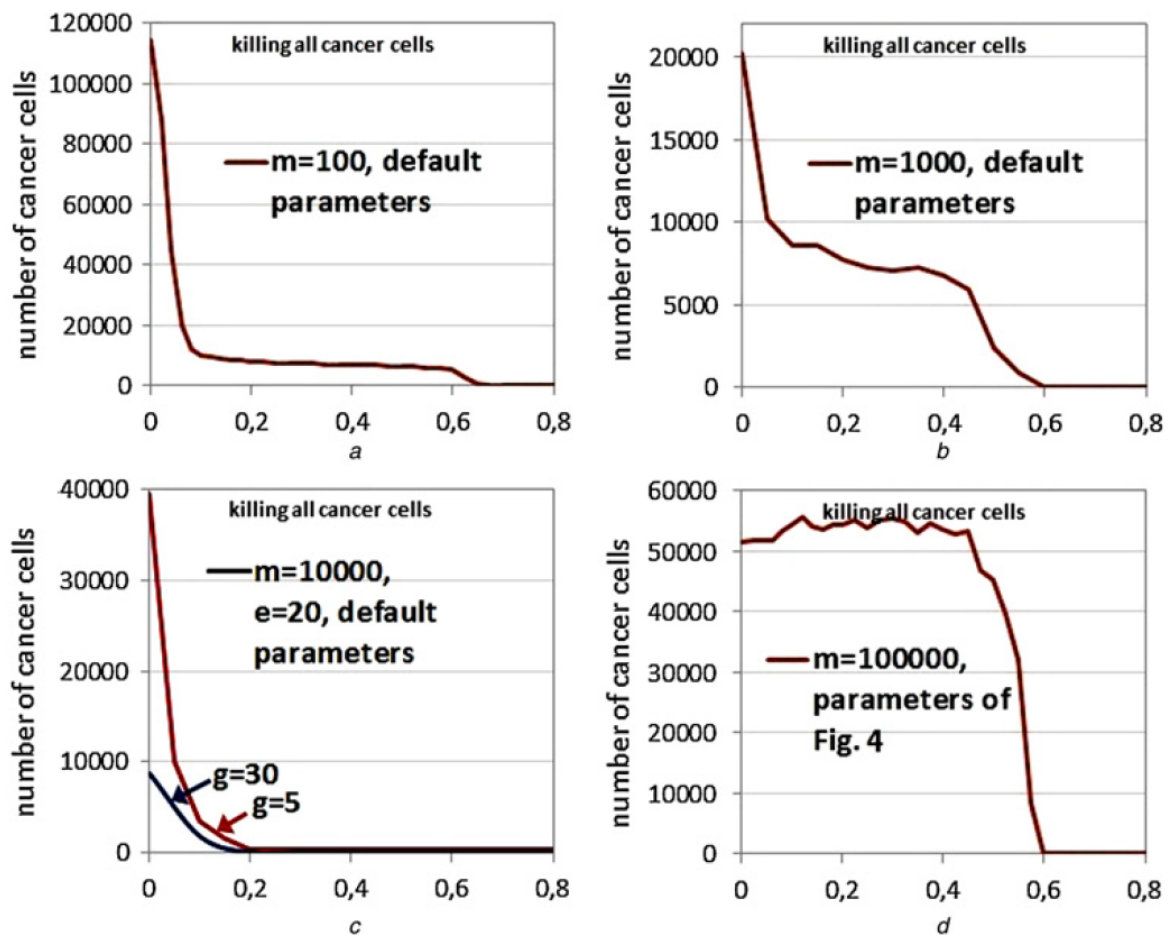 120000
100000
80000
60000
40000
20000
0
number of cancer cells
killing all cancer cells
m=100, default
parameters
0 0,2 0,4 0,6 0,8
a
20000
15000
10000
5000
0
number of cancer cells
killing all cancer cells
m=1000, default
parameters
0 0,2 0,4 0,6 0,8
b
40000
30000
20000
10000
0
number of cancer cells
killing all cancer cells
m=10000,
e=20, default
parameters
g=30
g=5
0 0,2 0,4 0,6 0,8
c
60000
50000
40000
30000
20000
10000
0
number of cancer cells
killing all cancer cells
m=100000,
parameters of
Fig. 4
0 0,2 0,4 0,6 0,8
d